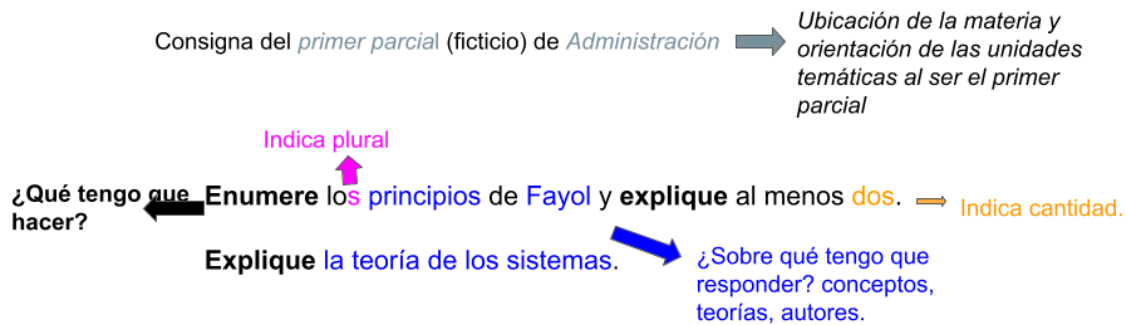 Consigna del primer parcial (ficticio) de Administración
Ubicación de la materia y
orientación de las unidades
temáticas al ser el primer
parcial
Indica plural
¿Qué tengo que
hacer?
Enumere los principios de Fayol y explique al menos dos.
Indica cantidad.
Explique la teoría de los sistemas.
¿Sobre qué tengo que
responder? conceptos,
teorías, autores.